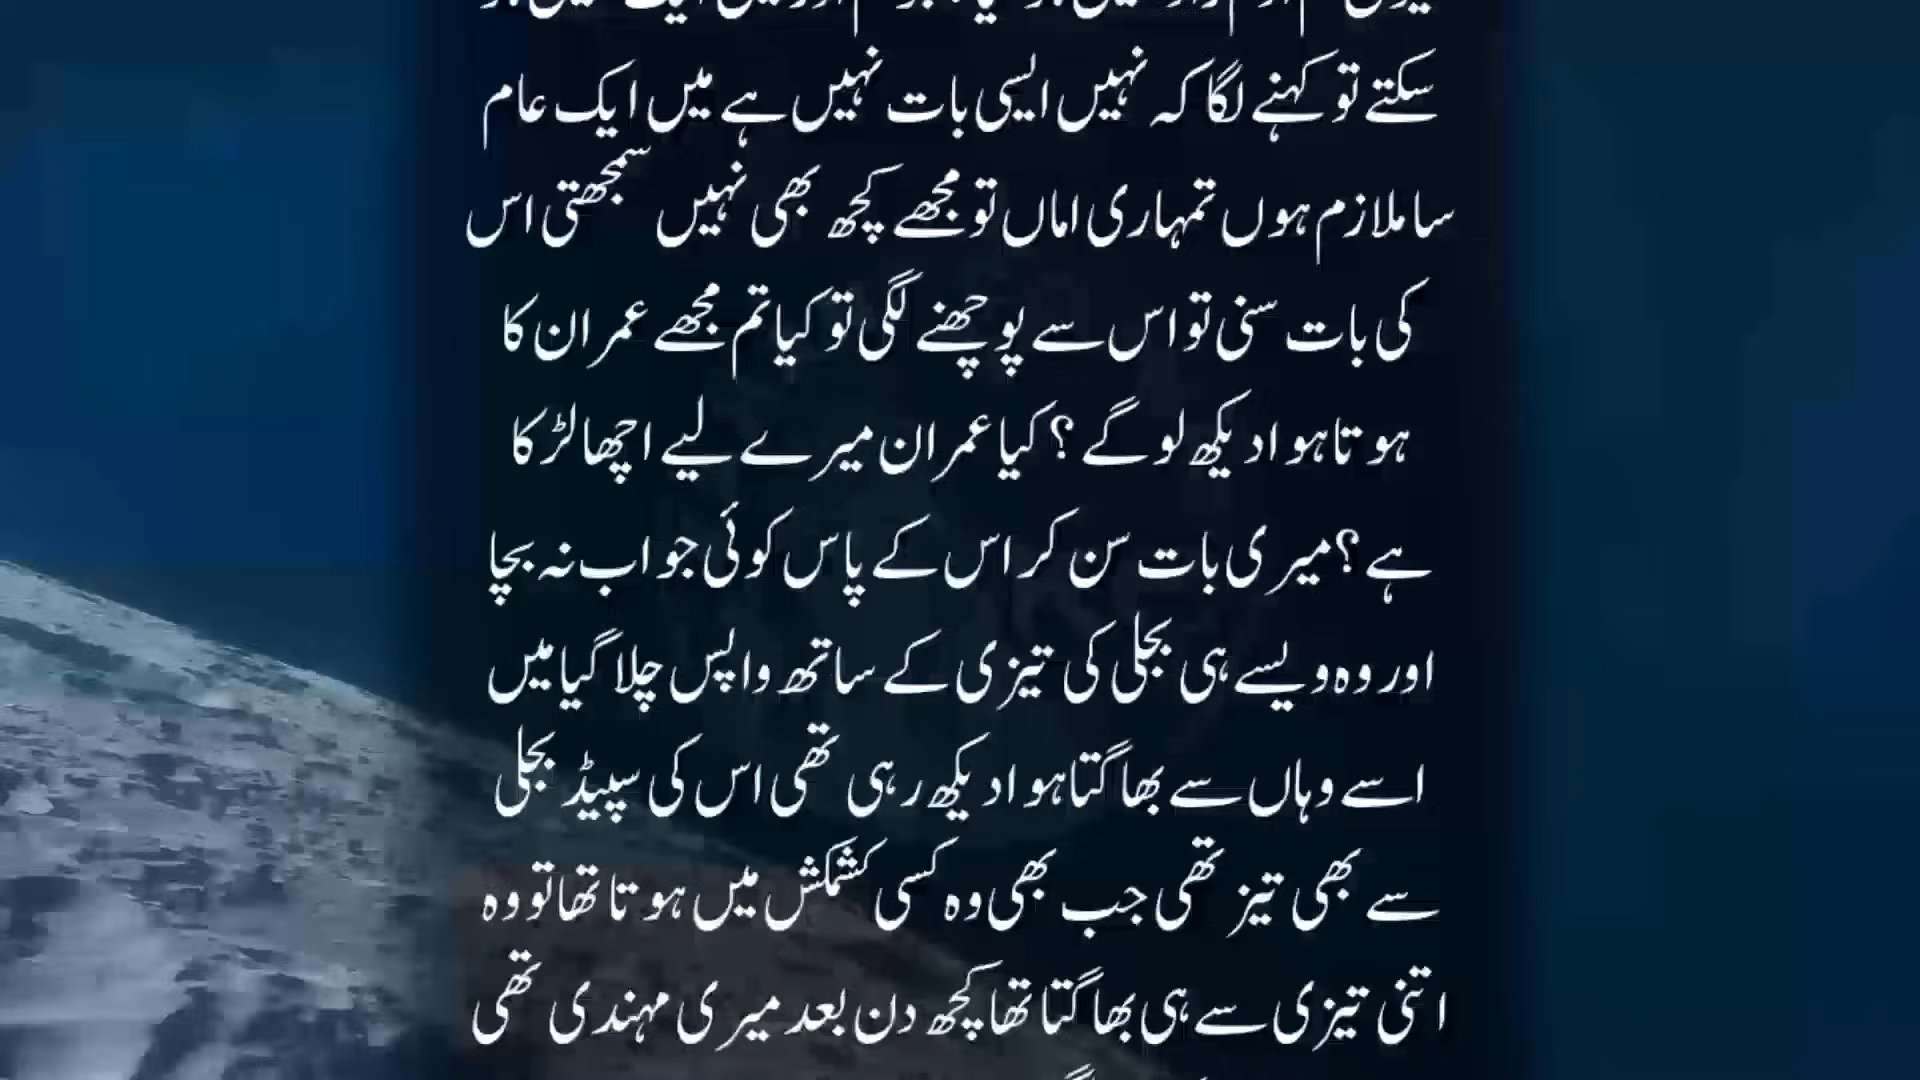 سکتے تو کہنے لگا کہ نہیں ایسی بات نہیں ہے میں ایک عام
سا ملازم ہوں تمہاری اماں تو مجھے کچھ بھی نہیں سمجھتی اس
کی بات سنی تو اس سے پوچھنے لگی تو کیا تم مجھے عمران کا
ہوتا ہوا دیکھ لو گے ؟ کیا عمران میرے لیے اچھا لڑکا
ہے ؟ میری بات سن کر اس کے پاس کوئی جواب نہ بچا
اور وہ ویسے ہی بجلی کی تیزی کے ساتھ واپس چلا گیا میں
اسے وہاں سے بھاگتا ہوا دیکھ رہی تھی اس کی سپیڈ بجلی
سے بھی تیز تھی جب بھی وہ کسی کشمکش میں ہوتا تھا تو وہ
اتنی تیزی سے ہی بھاگتا تھا کچھ دن بعد میری مہندی تھی